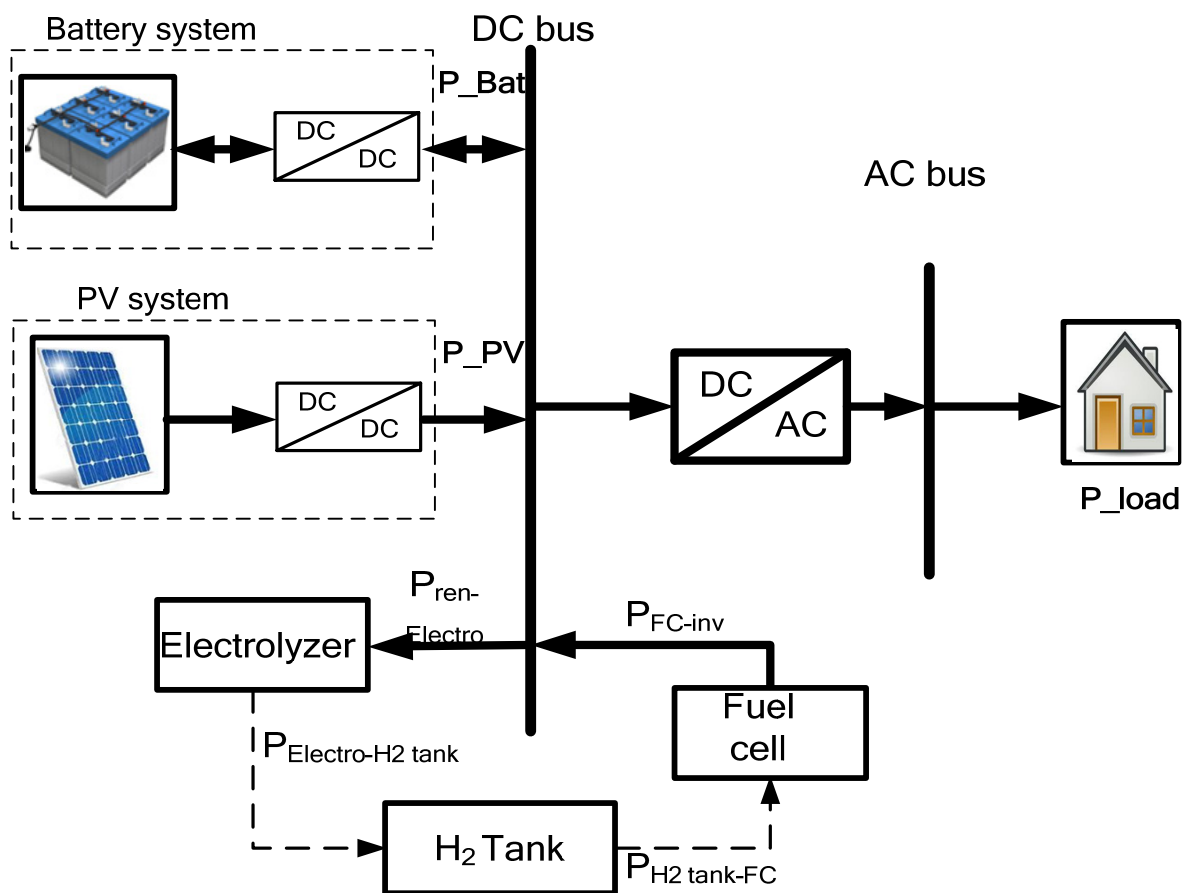 Battery system
DC bus
P_Bat
DC
DC
AC bus
PV system
P_PV
DC
DC
DC
AC
P_load
Pren-
Electro
PFC-inv
Electrolyzer
Fuel
cell
PElectro-H2 tank
H2 Tank
PH2 tank-FC